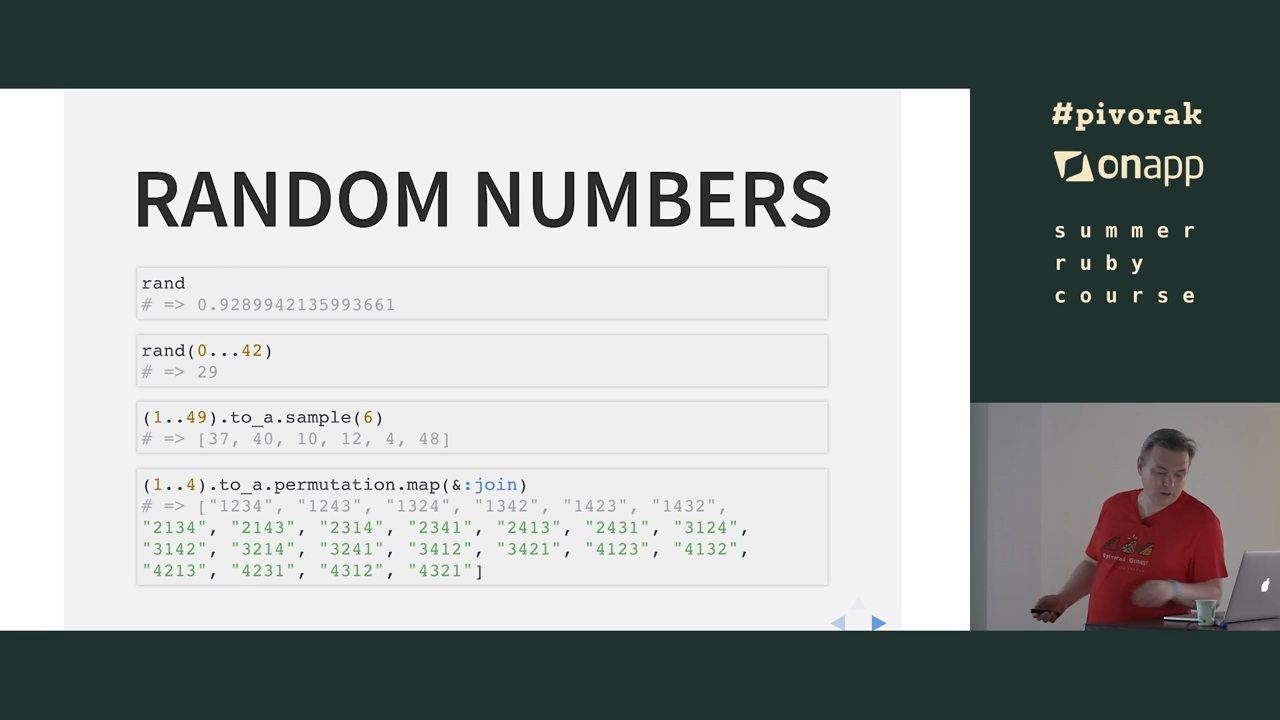 RANDOM NUMBERS
rand
# => 0.9289942135993661
rand(0...42)
# => 29
(1..49).to_a.sample(6)
# => [37, 40, 10, 12, 4, 48]
(1..4).to_a.permutation.map(&:join)
# => ["1234", "1243", "1324", "1342", "1423", "1432",
"2134", "2143", "2314", "2341", "2413", "2431", "3124",
"3142", "3214", "3241", "3412", "3421", "4123", "4132",
"4213", "4231", "4312", "4321"]
#pivorak
onapp
summer
ruby
course